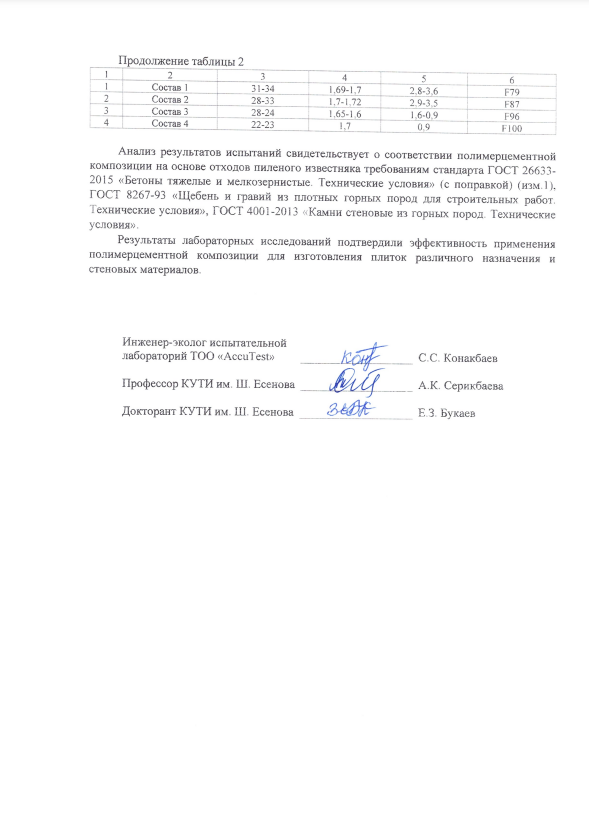 Продолжение таблицы 2
1 2 3 4 5 6
1 Состав 1 31-34 1,69-1,7 2,8-3,6 F79
2 Состав 2 28-33 1,7-1,72 2,9-3,5 F87
3 Состав 3 28-24 1,65-1,6 1,6-0,9 F96
4 Состав 4 22-23 1,7 0,9 F100
Анализ результатов испытаний свидетельствует о соответствии полимерцементной
композиции на основе отходов пиленого известняка требованиям стандарта ГОСТ 26633-
2015 «Бетоны тяжелые и мелкозернистые. Технические условия» (с поправкой) (изм.1),
ГОСТ 8267-93 «Щебень и гравий из плотных горных пород для строительных работ.
Технические условия», ГОСТ 4001-2013 «Камни стеновые из горных пород. Технические
условия».
Результаты лабораторных исследований подтвердили эффективность применения
полимерцементной композиции для изготовления плиток различного назначения и
стеновых материалов.
Инженер-эколог испытательной
лабораторий ТОО «AccuTest» С.С. Конакбаев
Профессор КУТИ им. Ш. Есенова А.К. Серикбаева
Докторант КУТИ им. Ш. Есенова Е.З. Букаев